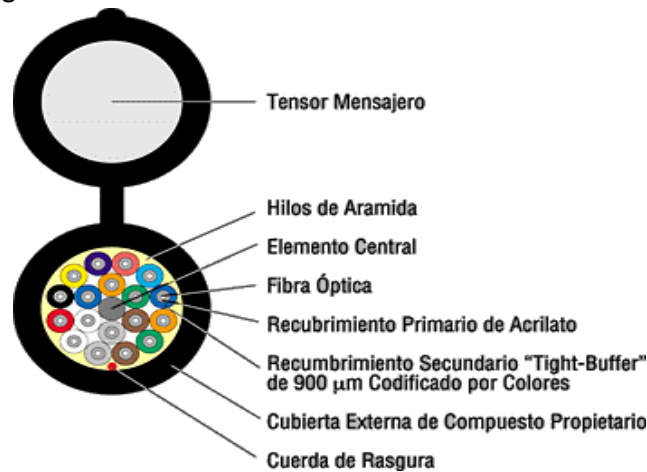 Tensor Mensajero
Hilos de Aramida
Elemento Central
Fibra Óptica
Recubrimiento Primario de Acrilato
Recumbrimiento Secundario "Tight-Buffer"
de 900 μm Codificado por Colores
Cubierta Externa de Compuesto Propietario
Cuerda de Rasgura